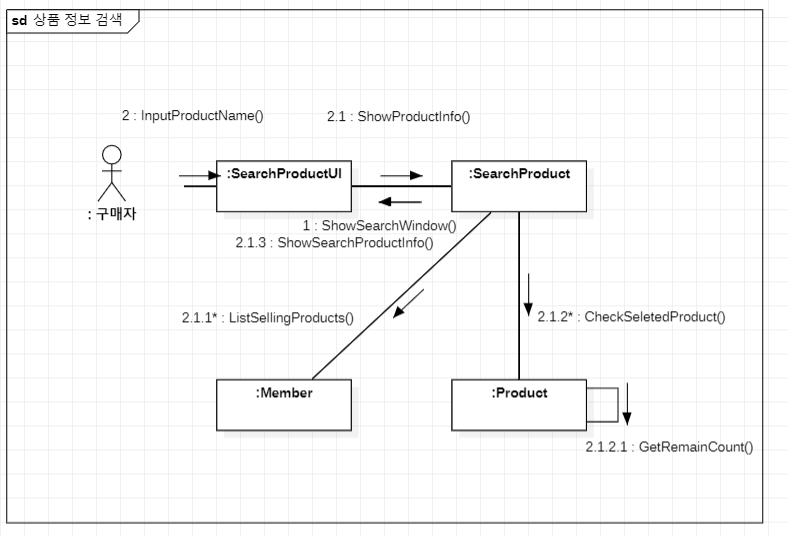 sd 상품 정보 검색
2 : InputProductName()
2.1 : ShowProductInfo()
:SearchProductUI
:SearchProduct
: 구매자
1 : ShowSearchWindow()
2.1.3 : ShowSearchProductInfo()
2.1.1* : ListSellingProducts()
2.1.2* : CheckSeletedProduct()
:Member
:Product
2.1.2.1 : GetRemainCount()